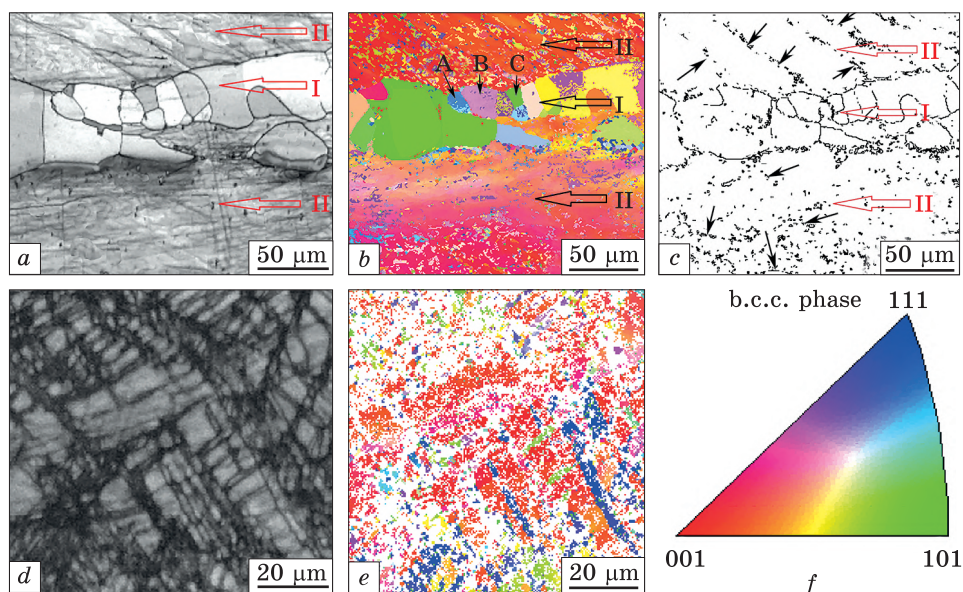 II
I
II
a
50 μm
A
B
C
II
I
II
b
50 μm
II
I
II
c
50 μm
d
20 μm
e
20 μm
b.c.c. phase 111
001
101
f